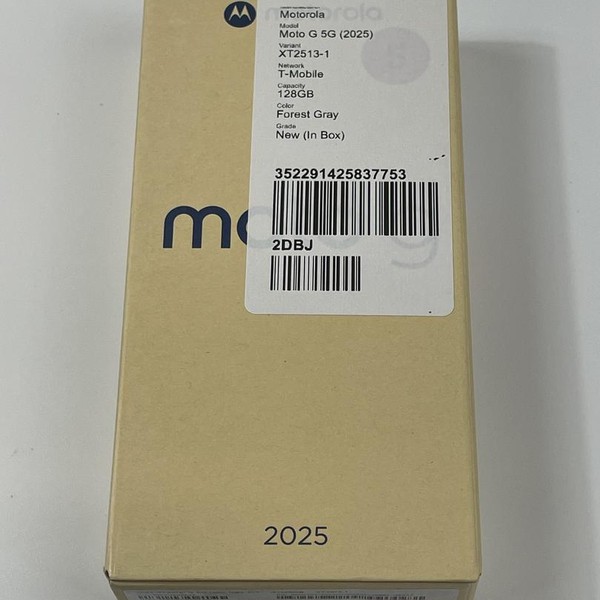 motorola
Motorola
Model
Moto G 5G (2025)
Variant
XT2513-1
Network
T-Mobile
Capacity
128GB
Color
Forest Gray
Grade
New (In Box)
352291425837753
moto g
2DBJ
2025